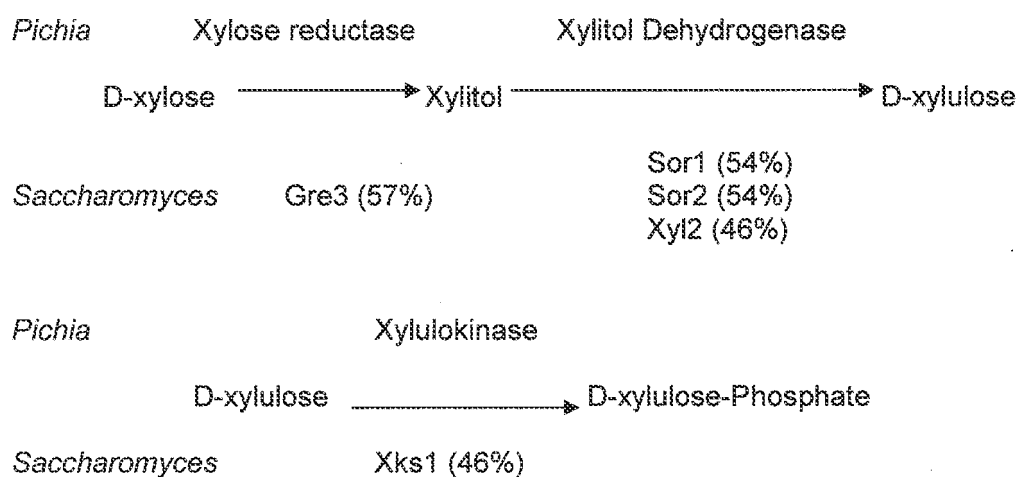 Pichia Xylose reductase Xylitol Dehydrogenase
D-xylose Xylitol D-xylulose
Sor1 (54%)
Saccharomyces Gre3 (57%) Sor2 (54%)
Xyl2 (46%)
Pichia Xylulokinase
D-xylulose D-xylulose-Phosphate
Saccharomyces Xks1 (46%)